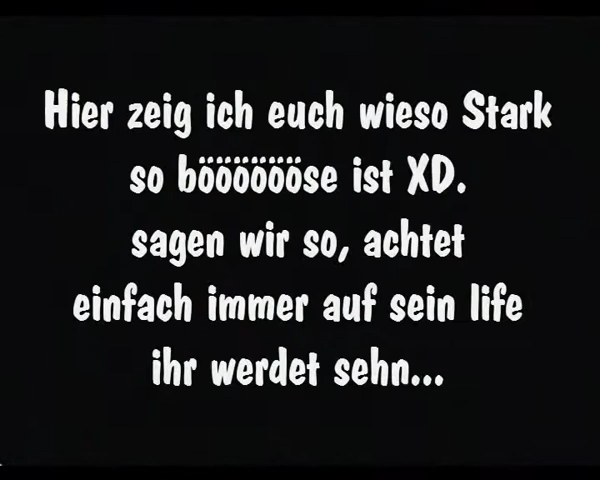 Hier zeig ich euch wieso Stark
so böööööööse ist XD.
sagen wir so, achtet
einfach immer auf sein life
ihr werdet sehn...